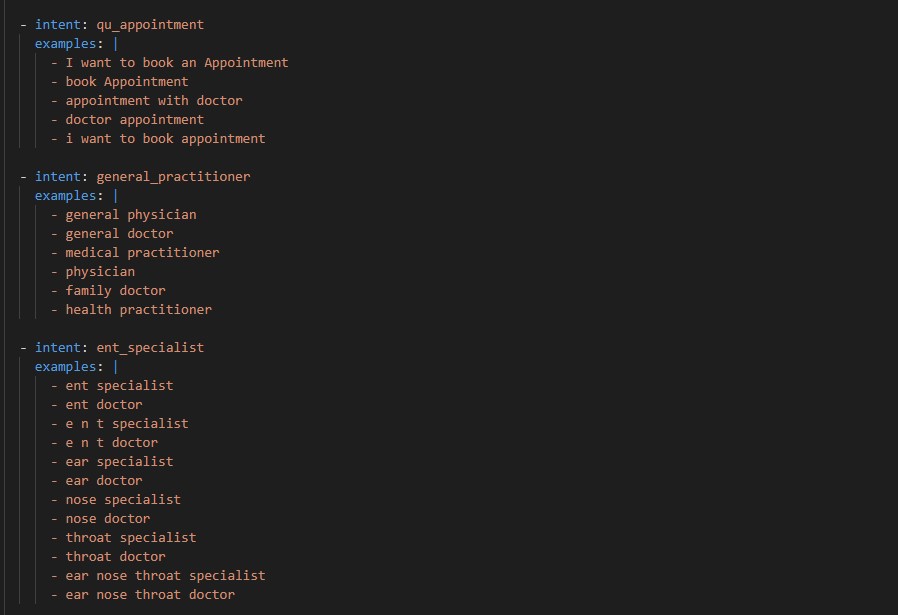 - intent: qu_appointment
examples: |
- I want to book an Appointment
- book Appointment
- appointment with doctor
- doctor appointment
- i want to book appointment
- intent: general_practitioner
examples: |
- general physician
- general doctor
- medical practitioner
- physician
- family doctor
- health practitioner
- intent: ent_specialist
examples: |
- ent specialist
- ent doctor
- e n t specialist
- e n t doctor
- ear specialist
- ear doctor
- nose specialist
- nose doctor
- throat specialist
- throat doctor
- ear nose throat specialist
- ear nose throat doctor